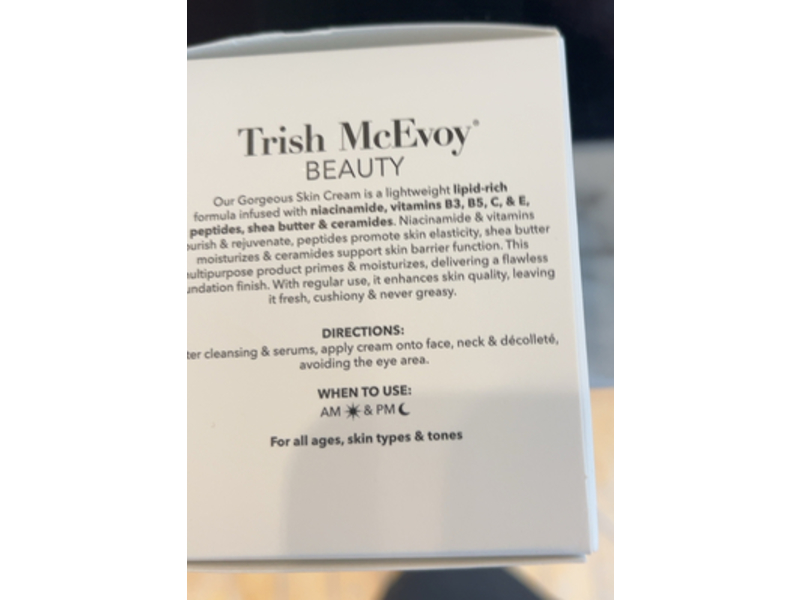 Trish McEvoy®
BEAUTY
Our Gorgeous Skin Cream is a lightweight lipid-rich
formula infused with niacinamide, vitamins B3, B5, C, & E,
peptides, shea butter & ceramides. Niacinamide & vitamins
urish & rejuvenate, peptides promote skin elasticity, shea butter
moisturizes & ceramides support skin barrier function. This
ultipurpose product primes & moisturizes, delivering a flawless
undation finish. With regular use, it enhances skin quality, leaving
it fresh, cushiony & never greasy.
DIRECTIONS:
ter cleansing & serums, apply cream onto face, neck & décolleté,
avoiding the eye area.
WHEN TO USE:
AM & PM
For all ages, skin types & tones